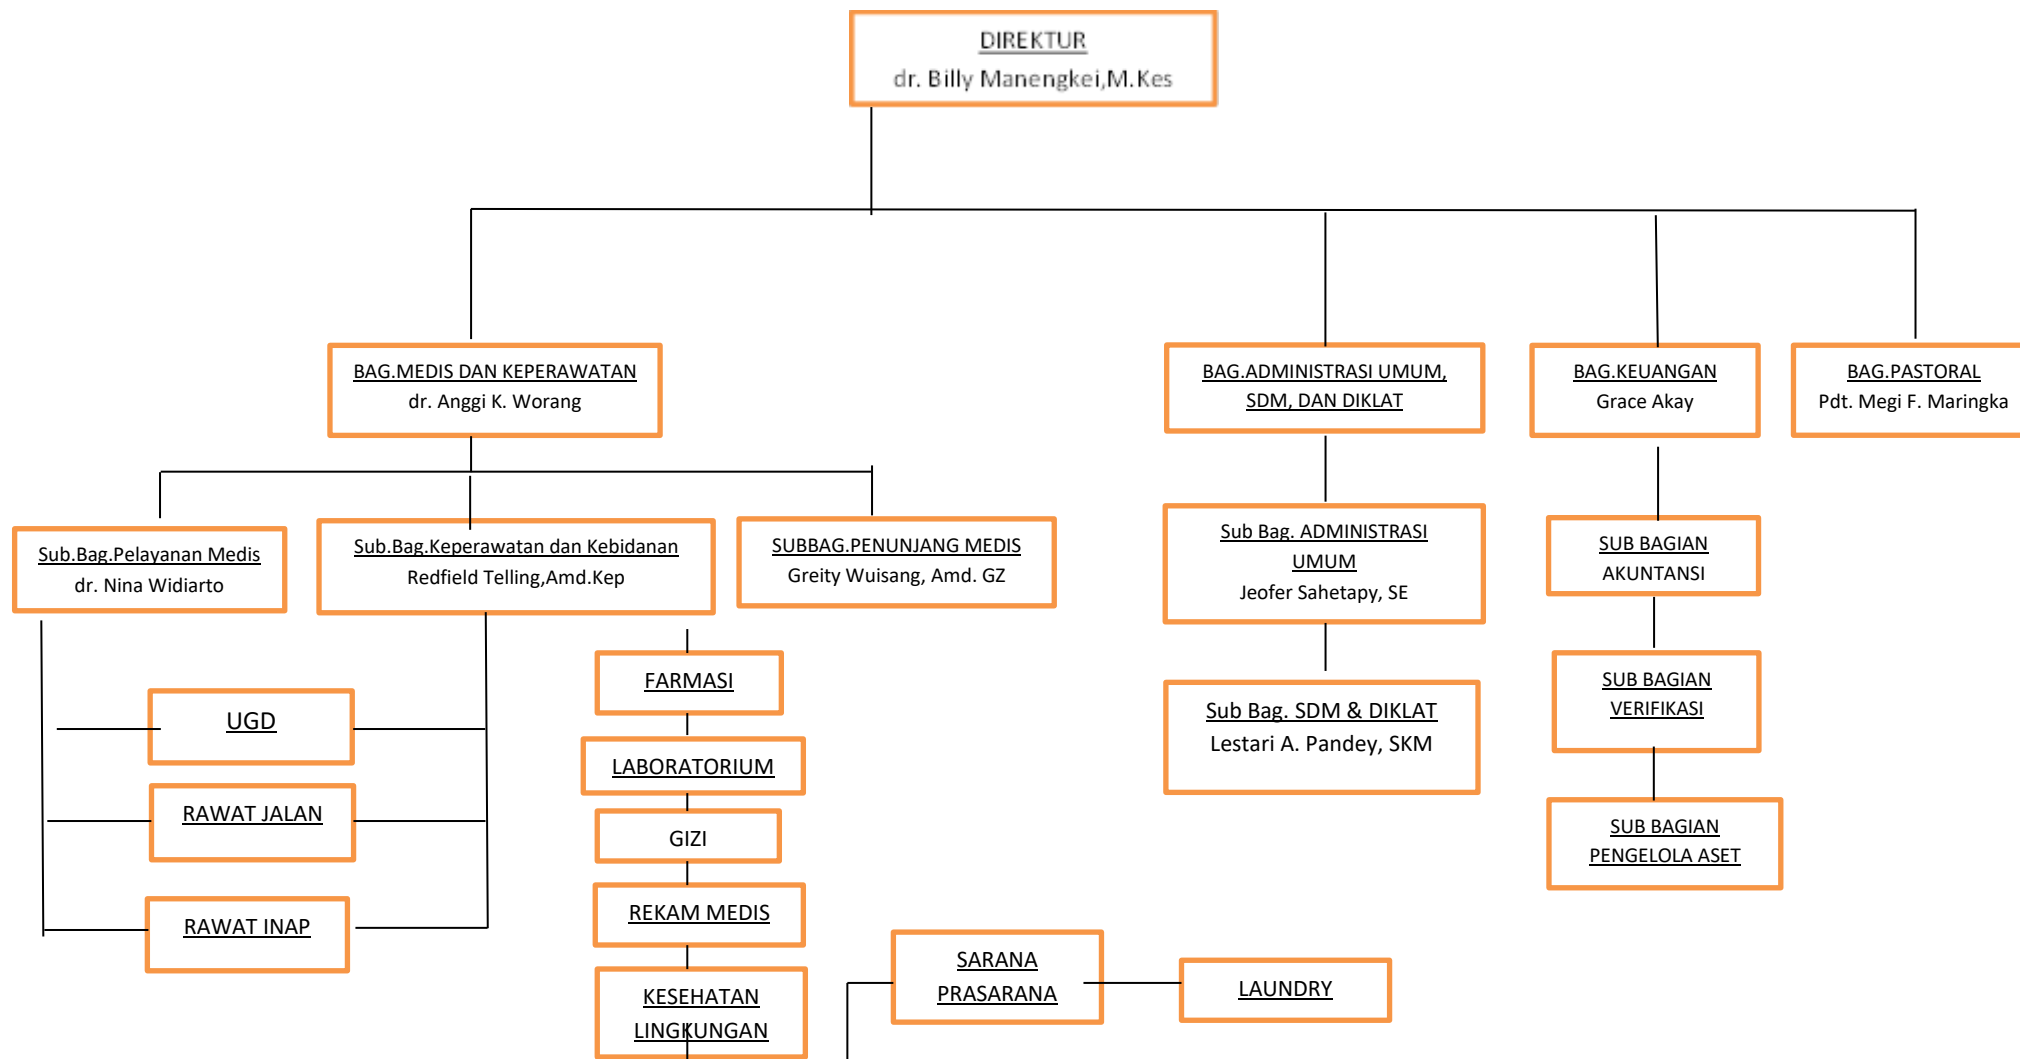 DIREKTUR
dr. Billy Manengkei,M.Kes
BAG.MEDIS DAN KEPERAWATAN
dr. Anggi K. Worang
BAG.ADMINISTRASI UMUM,
SDM, DAN DIKLAT
BAG.KEUANGAN
Grace Akay
BAG.PASTORAL
Pdt. Megi F. Maringka
Sub.Bag.Pelayanan Medis
dr. Nina Widiarto
Sub.Bag.Keperawatan dan Kebidanan
Redfield Telling,Amd.Kep
SUBBAG.PENUNJANG MEDIS
Greity Wuisang, Amd. GZ
Sub Bag. ADMINISTRASI
UMUM
Jeofer Sahetapy, SE
SUB BAGIAN
AKUNTANSI
UGD
RAWAT JALAN
RAWAT INAP
FARMASI
LABORATORIUM
GIZI
REKAM MEDIS
KESEHATAN
LINGKUNGAN
Sub Bag. SDM & DIKLAT
Lestari A. Pandey, SKM
SUB BAGIAN
VERIFIKASI
SUB BAGIAN
PENGELOLA ASET
SARANA
PRASARANA
LAUNDRY